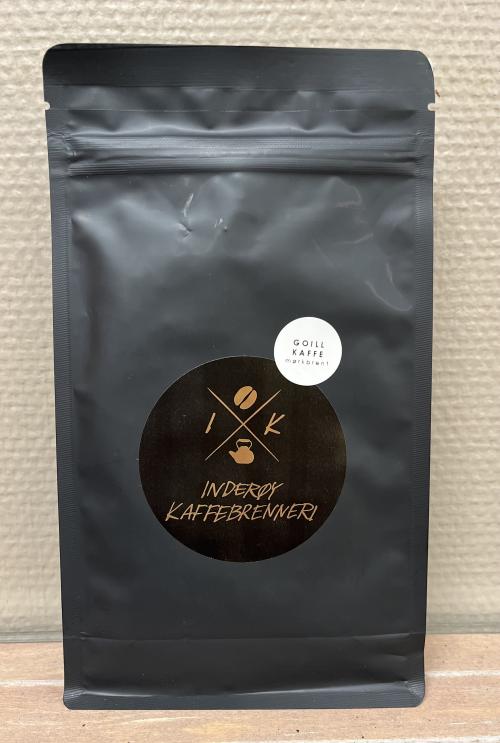 GOILL
KAFFE
mørkbrent
I K
INDERØY
KAFFEBRENNERI